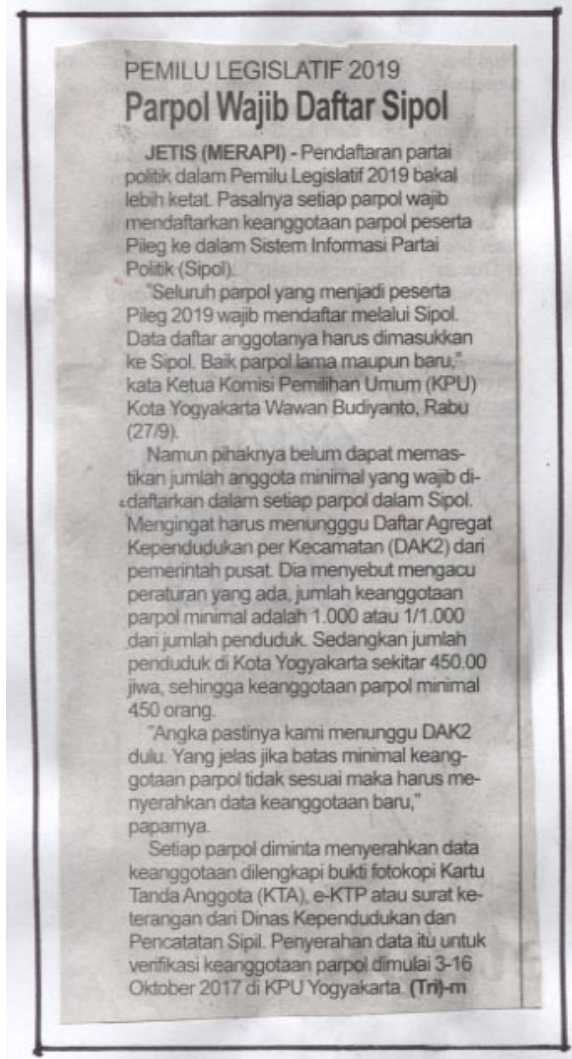 PEMILU LEGISLATIF 2019
Parpol Wajib Daftar Sipol
JETIS (MERAPI) - Pendaftaran partai
politik dalam Pemilu Legislatif 2019 bakal
lebih ketat. Pasalnya setiap parpol wajib
mendaftarkan keanggotaan parpol peserta
Pileg ke dalam Sistem Informasi Partai
Politik (Sipol).
"Seluruh parpol yang menjadi peserta
Pileg 2019 wajib mendaftar melalui Sipol.
Data daftar anggotanya harus dimasukkan
ke Sipol. Baik parpol lama maupun baru,"
kata Ketua Komisi Pemilihan Umum (KPU)
Kota Yogyakarta Wawan Budiyanto, Rabu
(27/9).
Namun pihaknya belum dapat memas-
tikan jumlah anggota minimal yang wajib di-
daftarkan dalam setiap parpol dalam Sipol.
Mengingat harus menungggu Daftar Agregat
Kependudukan per Kecamatan (DAK2) dari
pemerintah pusat. Dia menyebut mengacu
peraturan yang ada, jumlah keanggotaan
parpol minimal adalah 1.000 atau 1/1.000
dari jumlah penduduk. Sedangkan jumlah
penduduk di Kota Yogyakarta sekitar 450.00
jiwa, sehingga keanggotaan parpol minimal
450 orang.
"Angka pastinya kami menunggu DAK2
dulu. Yang jelas jika batas minimal keang-
gotaan parpol tidak sesuai maka harus me-
nyerahkan data keanggotaan baru,"
paparnya.
Setiap parpol diminta menyerahkan data
keanggotaan dilengkapi bukti fotokopi Kartu
Tanda Anggota (KTA), e-KTP atau surat ke-
terangan dari Dinas Kependudukan dan
Pencatatan Sipil. Penyerahan data itu untuk
verifikasi keanggotaan parpol dimulai 3-16
Oktober 2017 di KPU Yogyakarta. (Tri)-m